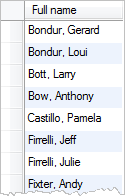 Full name
Bondur, Gerard
Bondur, Loui
Bott, Larry
Bow, Anthony
Castillo, Pamela
Firrelli, Jeff
Firrelli, Julie
Fixter, Andy